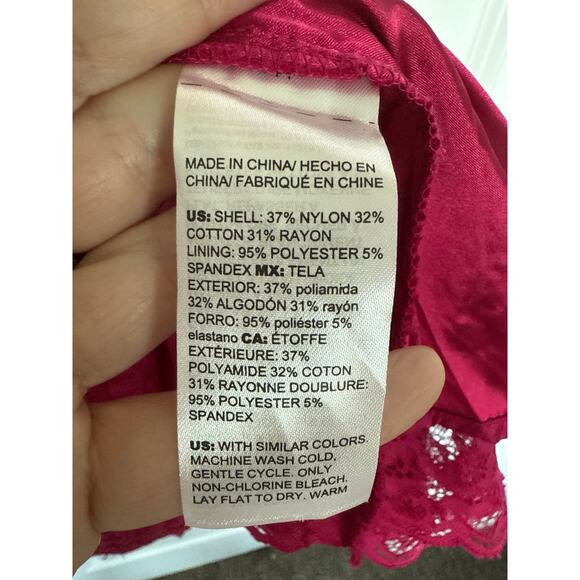 MADE IN CHINA/ HECHO EN
CHINA/ FABRIQUÉ EN CHINE
US: SHELL: 37% NYLON 32%
COTTON 31% RAYON
LINING: 95% POLYESTER 5%
SPANDEX MX: TELA
EXTERIOR: 37% poliamida
32% ALGODÓN 31% rayón
FORRO: 95% poliéster 5%
elastano CA: ÉTOFFE
EXTÉRIEURE: 37%
POLYAMIDE 32% COTON
31% RAYONNE DOUBLURE:
95% POLYESTER 5%
SPANDEX
US: WITH SIMILAR COLORS.
MACHINE WASH COLD,
GENTLE CYCLE. ONLY
NON-CHLORINE BLEACH.
LAY FLAT TO DRY. WARM